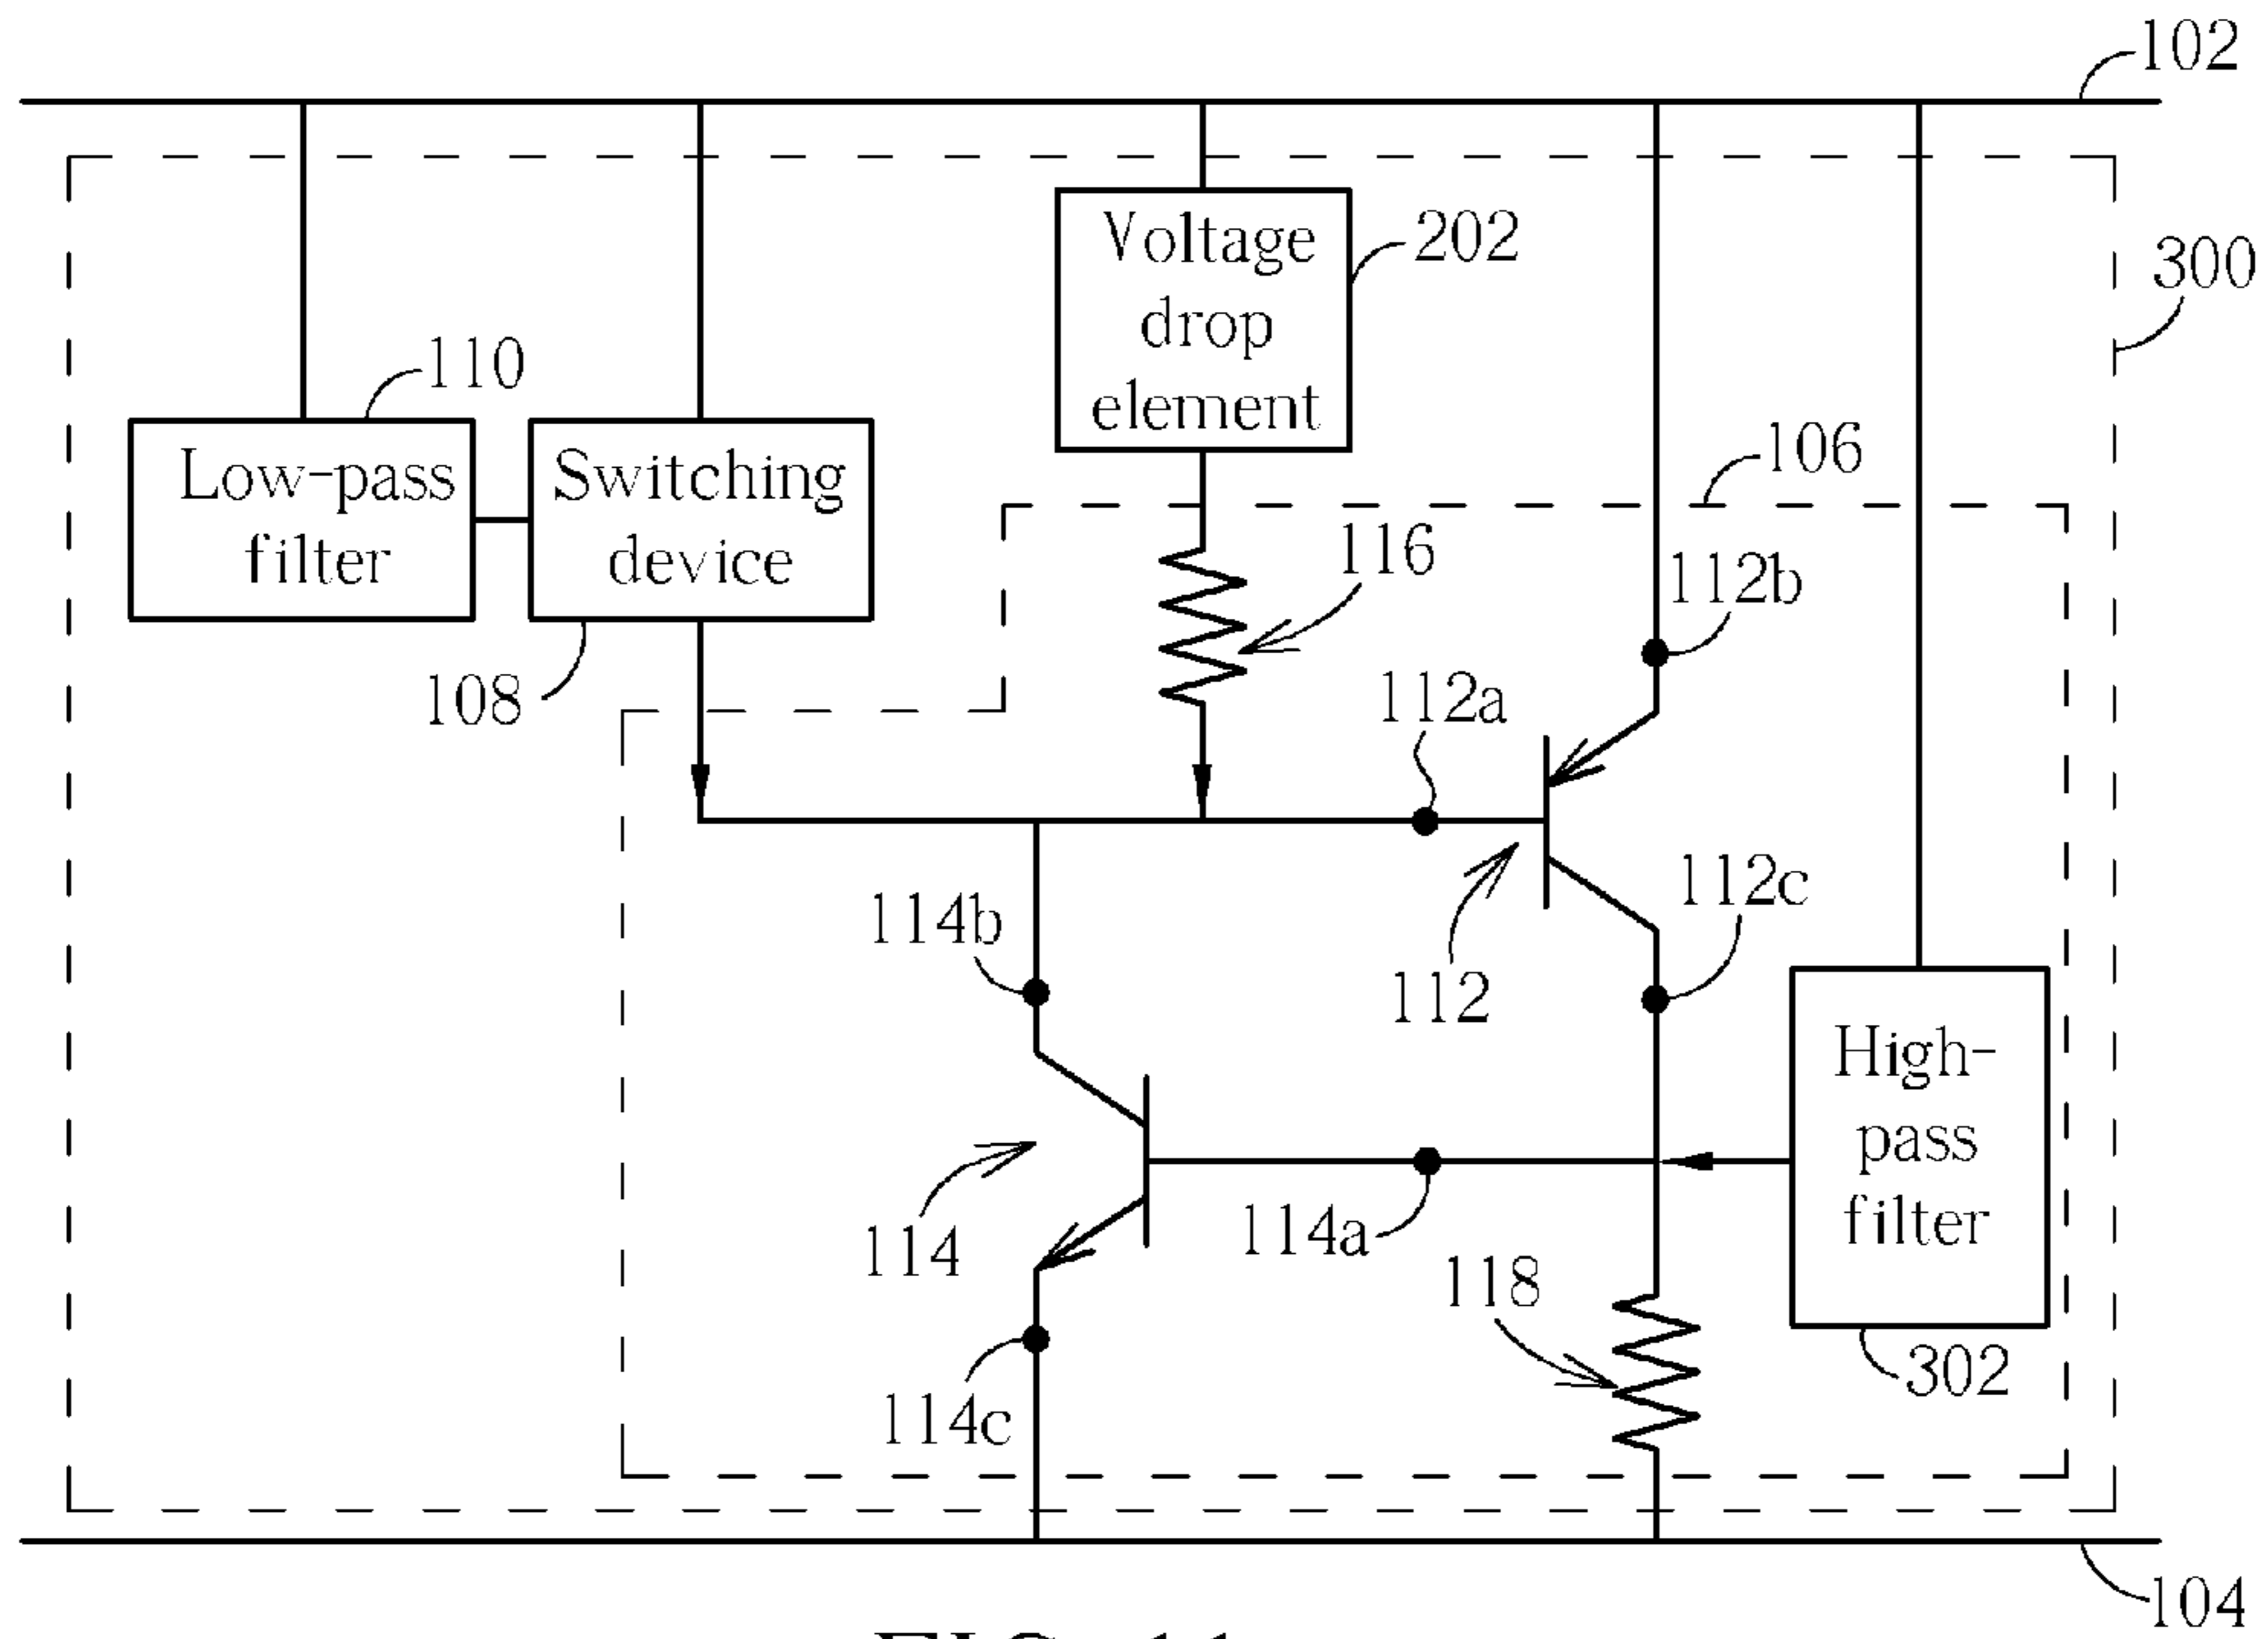 102
Voltage
drop
element
202
300
110
Low-pass
filter
Switching
device
106
116
112b
108
112a
112c
114b
112
High-
pass
filter
114
114a
118
302
114c
104